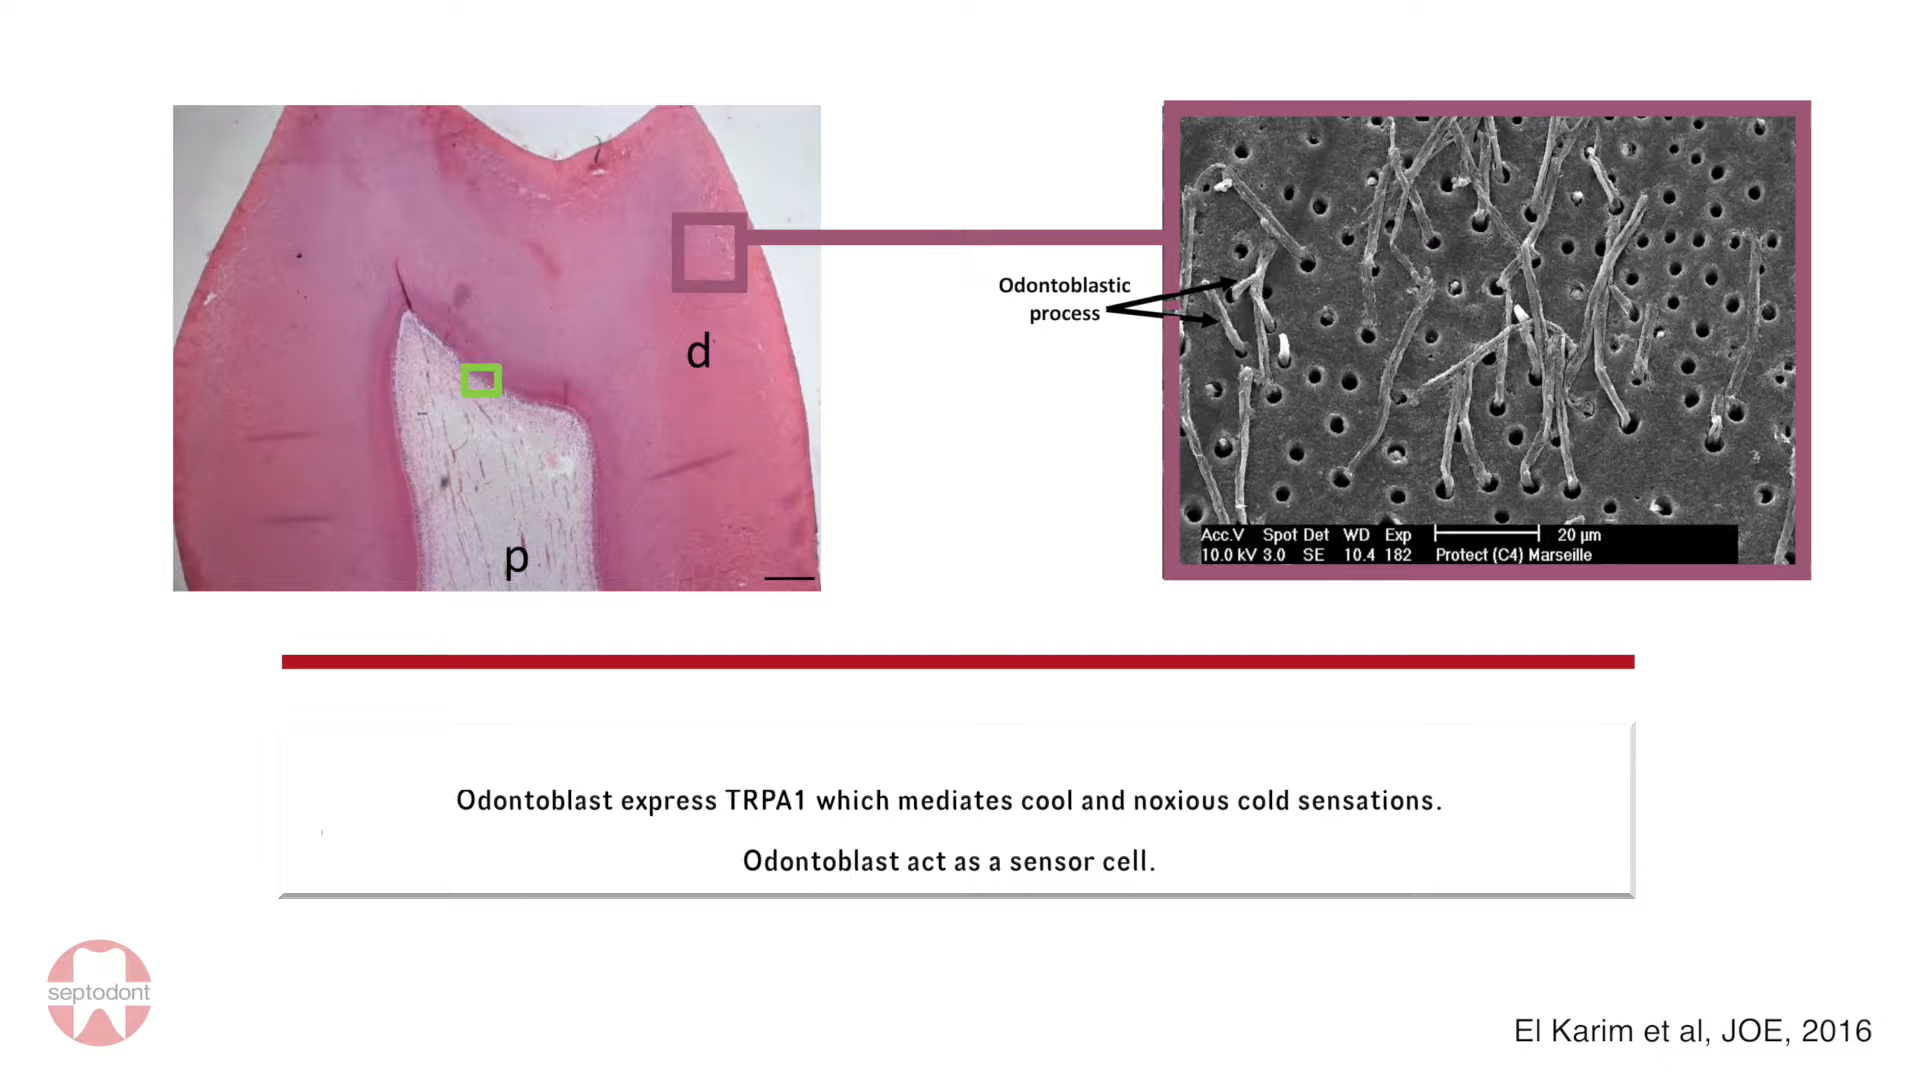 d
p
Odontoblastic
process
Acc.V Spot Det WD Exp 20 µm
10.0 kV 3.0 SE 10.4 182 Protect (C4) Marseille
Odontoblast express TRPA1 which mediates cool and noxious cold sensations.
Odontoblast act as a sensor cell.
septodont
El Karim et al, JOE, 2016